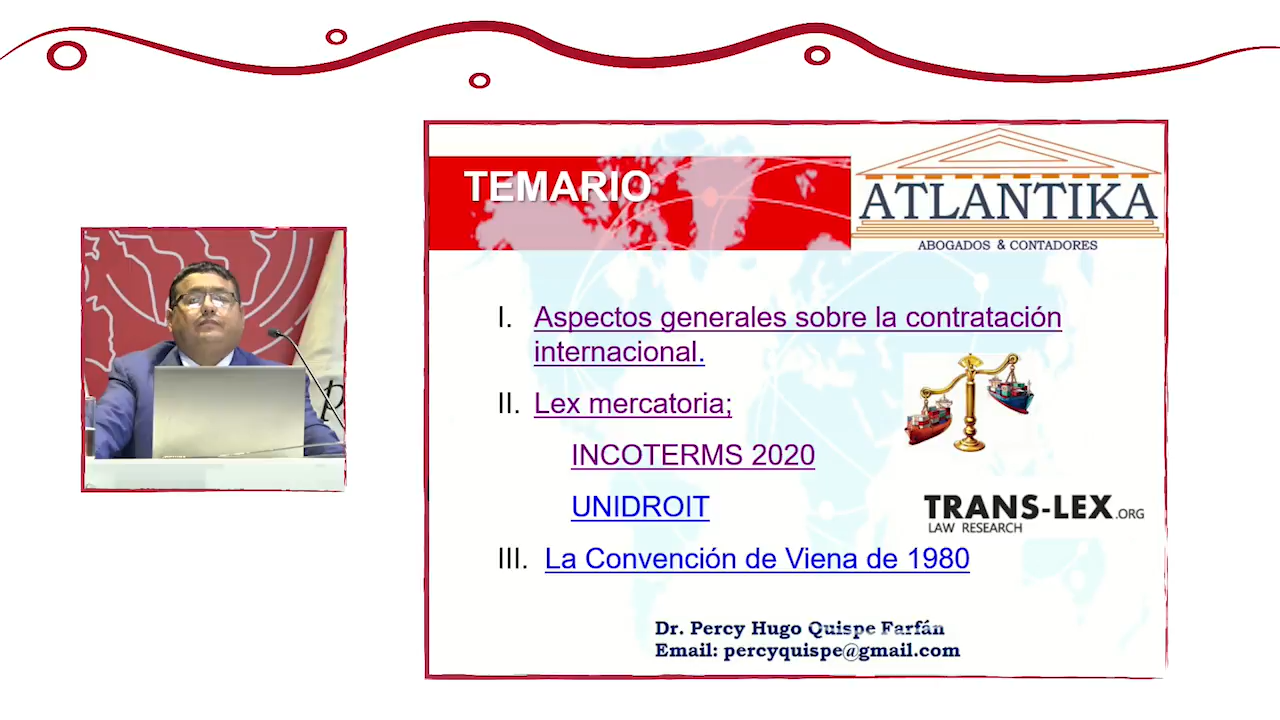 TEMARIO
ATLANTIKA
ABOGADOS & CONTADORES
I. Aspectos generales sobre la contratación
internacional.
II. Lex mercatoria;
INCOTERMS 2020
UNIDROIT
TRANS-LEX.ORG
LAW RESEARCH
III. La Convención de Viena de 1980
Dr. Percy Hugo Quispe Farfán
Email: percyquispe@gmail.com